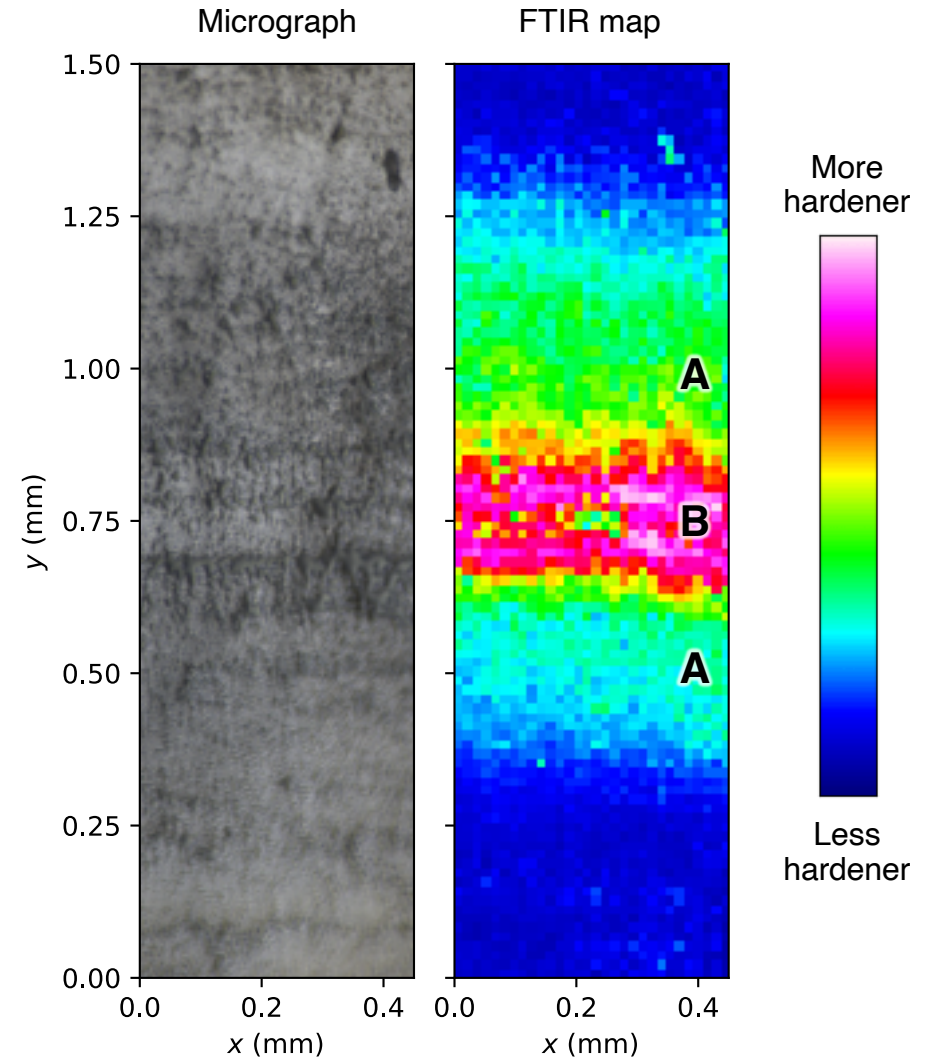 Micrograph
FTIR map
1.50
1.25
1.00
0.75
0.50
0.25
0.00
y (mm)
0.0
0.2
0.4
x (mm)
0.0
0.2
0.4
x (mm)
A
B
A
More
hardener
Less
hardener